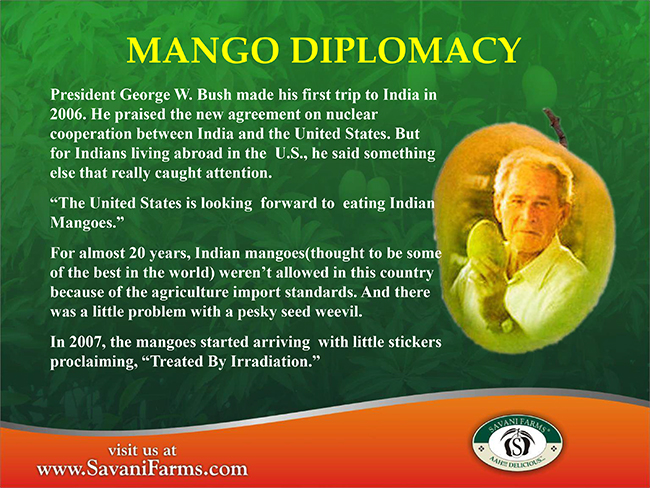 MANGO DIPLOMACY
President George W. Bush made his first trip to India in
2006. He praised the new agreement on nuclear
cooperation between India and the United States. But
for Indians living abroad in the  U.S., he said something
else that really caught attention.
“The United States is looking  forward to  eating Indian
Mangoes.”
For almost 20 years, Indian mangoes(thought to be some
of the best in the world) weren’t allowed in this country
because of the agriculture import standards. And there
was a little problem with a pesky seed weevil.
In 2007, the mangoes started arriving  with little stickers
proclaiming, “Treated By Irradiation.”
visit us at
www.SavaniFarms.com
SAVANI FARMS
S
AAH!!! DELICIOUS...